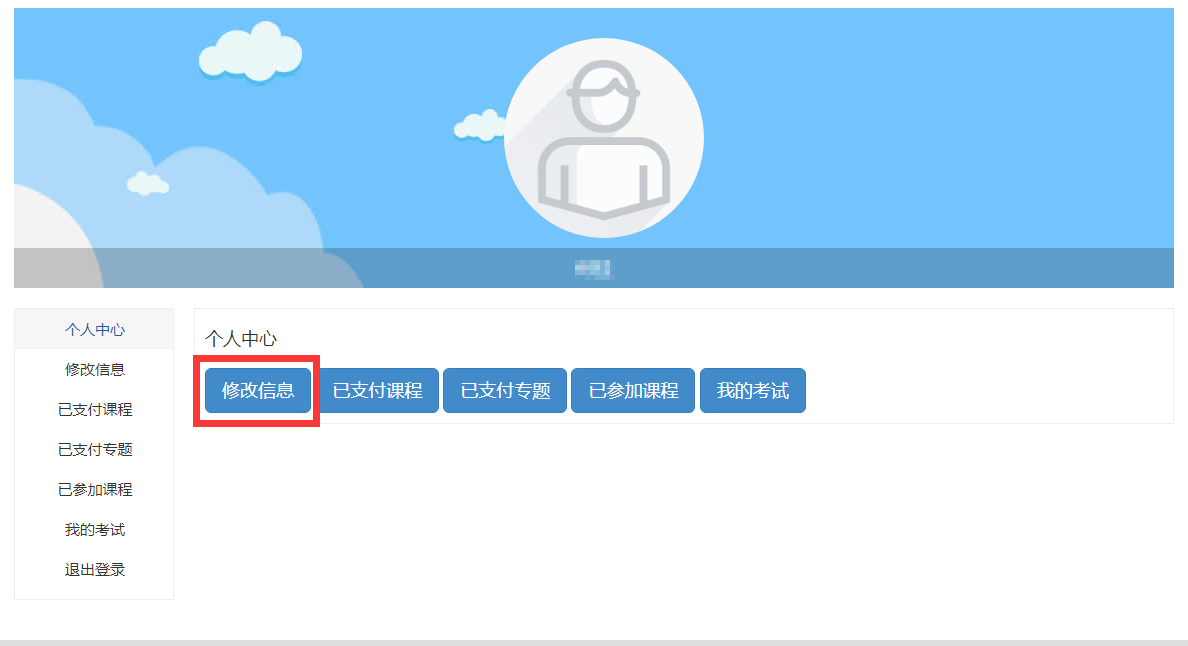 个人中心
修改信息
已支付课程
已支付专题
已参加课程
我的考试
退出登录
个人中心
修改信息 已支付课程 已支付专题 已参加课程 我的考试